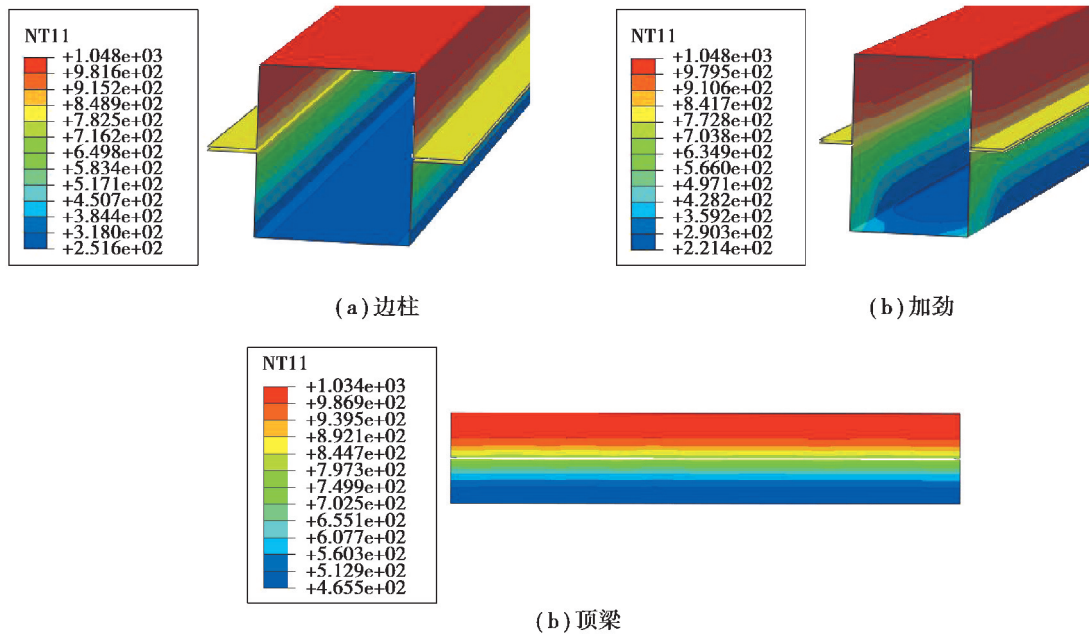 NT11
+1.048e+03
+9.816e+02
+9.152e+02
+8.489e+02
+7.825e+02
+7.162e+02
+6.498e+02
+5.834e+02
+5.171e+02
+4.507e+02
+3.844e+02
+3.180e+02
+2.516e+02
(a)边柱
NT11
+1.048e+03
+9.795e+02
+9.106e+02
+8.417e+02
+7.728e+02
+7.038e+02
+6.349e+02
+5.660e+02
+4.971e+02
+4.282e+02
+3.592e+02
+2.903e+02
+2.214e+02
(b)加劲
NT11
+1.034e+03
+9.869e+02
+9.395e+02
+8.921e+02
+8.447e+02
+7.973e+02
+7.499e+02
+7.025e+02
+6.551e+02
+6.077e+02
+5.603e+02
+5.129e+02
+4.655e+02
(b)顶梁